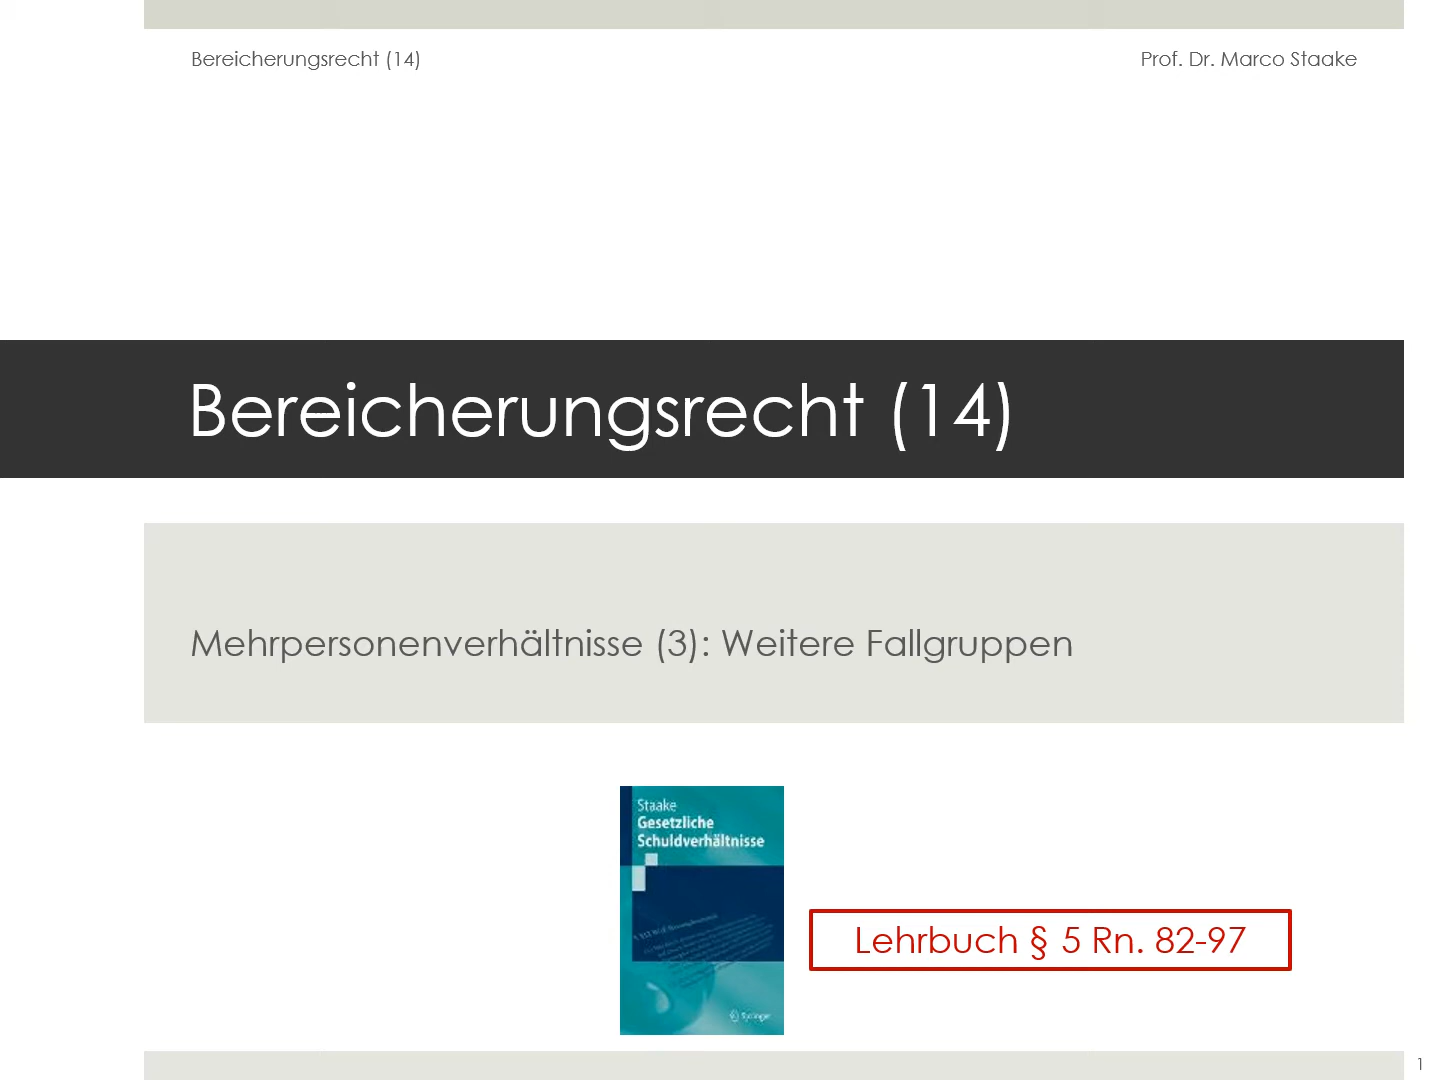 Bereicherungsrecht (14)
Prof. Dr. Marco Staake
Bereicherungsrecht (14)
Mehrpersonenverhältnisse (3): Weitere Fallgruppen
Staake
Gesetzliche
Schuldverhältnisse
Springer
Lehrbuch § 5 Rn. 82-97
1